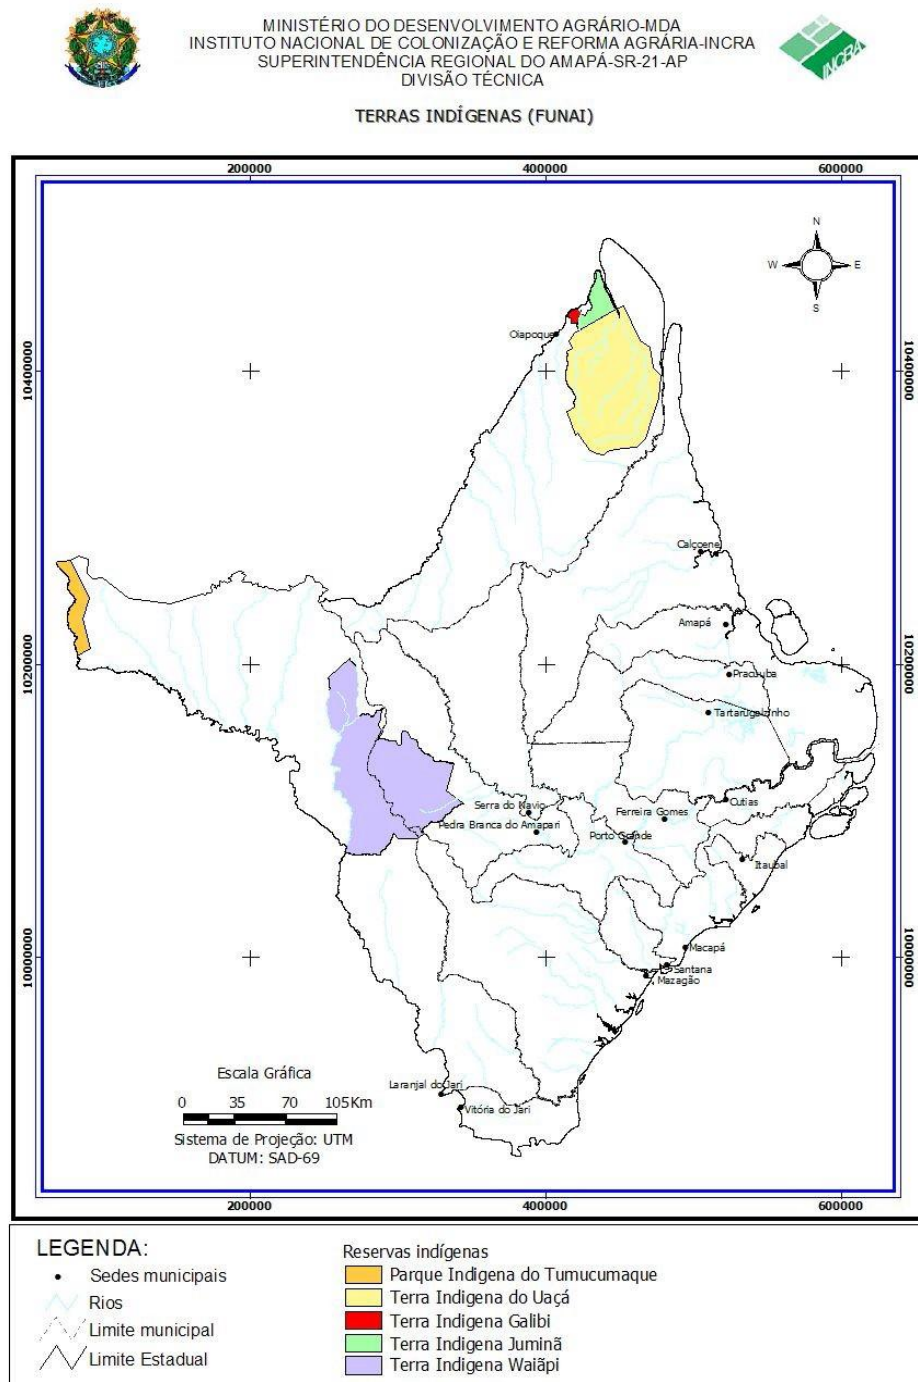 MINISTÉRIO DO DESENVOLVIMENTO AGRÁRIO-MDA
INSTITUTO NACIONAL DE COLONIZAÇÃO E REFORMA AGRÁRIA-INCRA
SUPERINTENDÊNCIA REGIONAL DO AMAPÁ-SR-21-AP
DIVISÃO TÉCNICA
INCRA
TERRAS INDÍGENAS (FUNAI)
200000 400000 600000
N
W E
S
Oiapoque
10400000 10400000
Calçoene
Amapá
10200000 10200000
Pracuuba
Tartarugalzinho
Serra do Navio
Cutias
Ferreira Gomes
Pedra Branca do Amapari
Porto Grande
Itaubal
Macapá
10000000 10000000
Santana
Mazagão
Escala Gráfica
Laranjal do Jari
0 35 70 105Km
Vitória do Jari
Sistema de Projeção: UTM
DATUM: SAD-69
200000 400000 600000
LEGENDA:
Sedes municipais
Rios
Limite municipal
Limite Estadual
Reservas indígenas
Parque Indigena do Tumucumaque
Terra Indigena do Uaçá
Terra Indigena Galibi
Terra Indigena Juminã
Terra Indigena Waiãpi